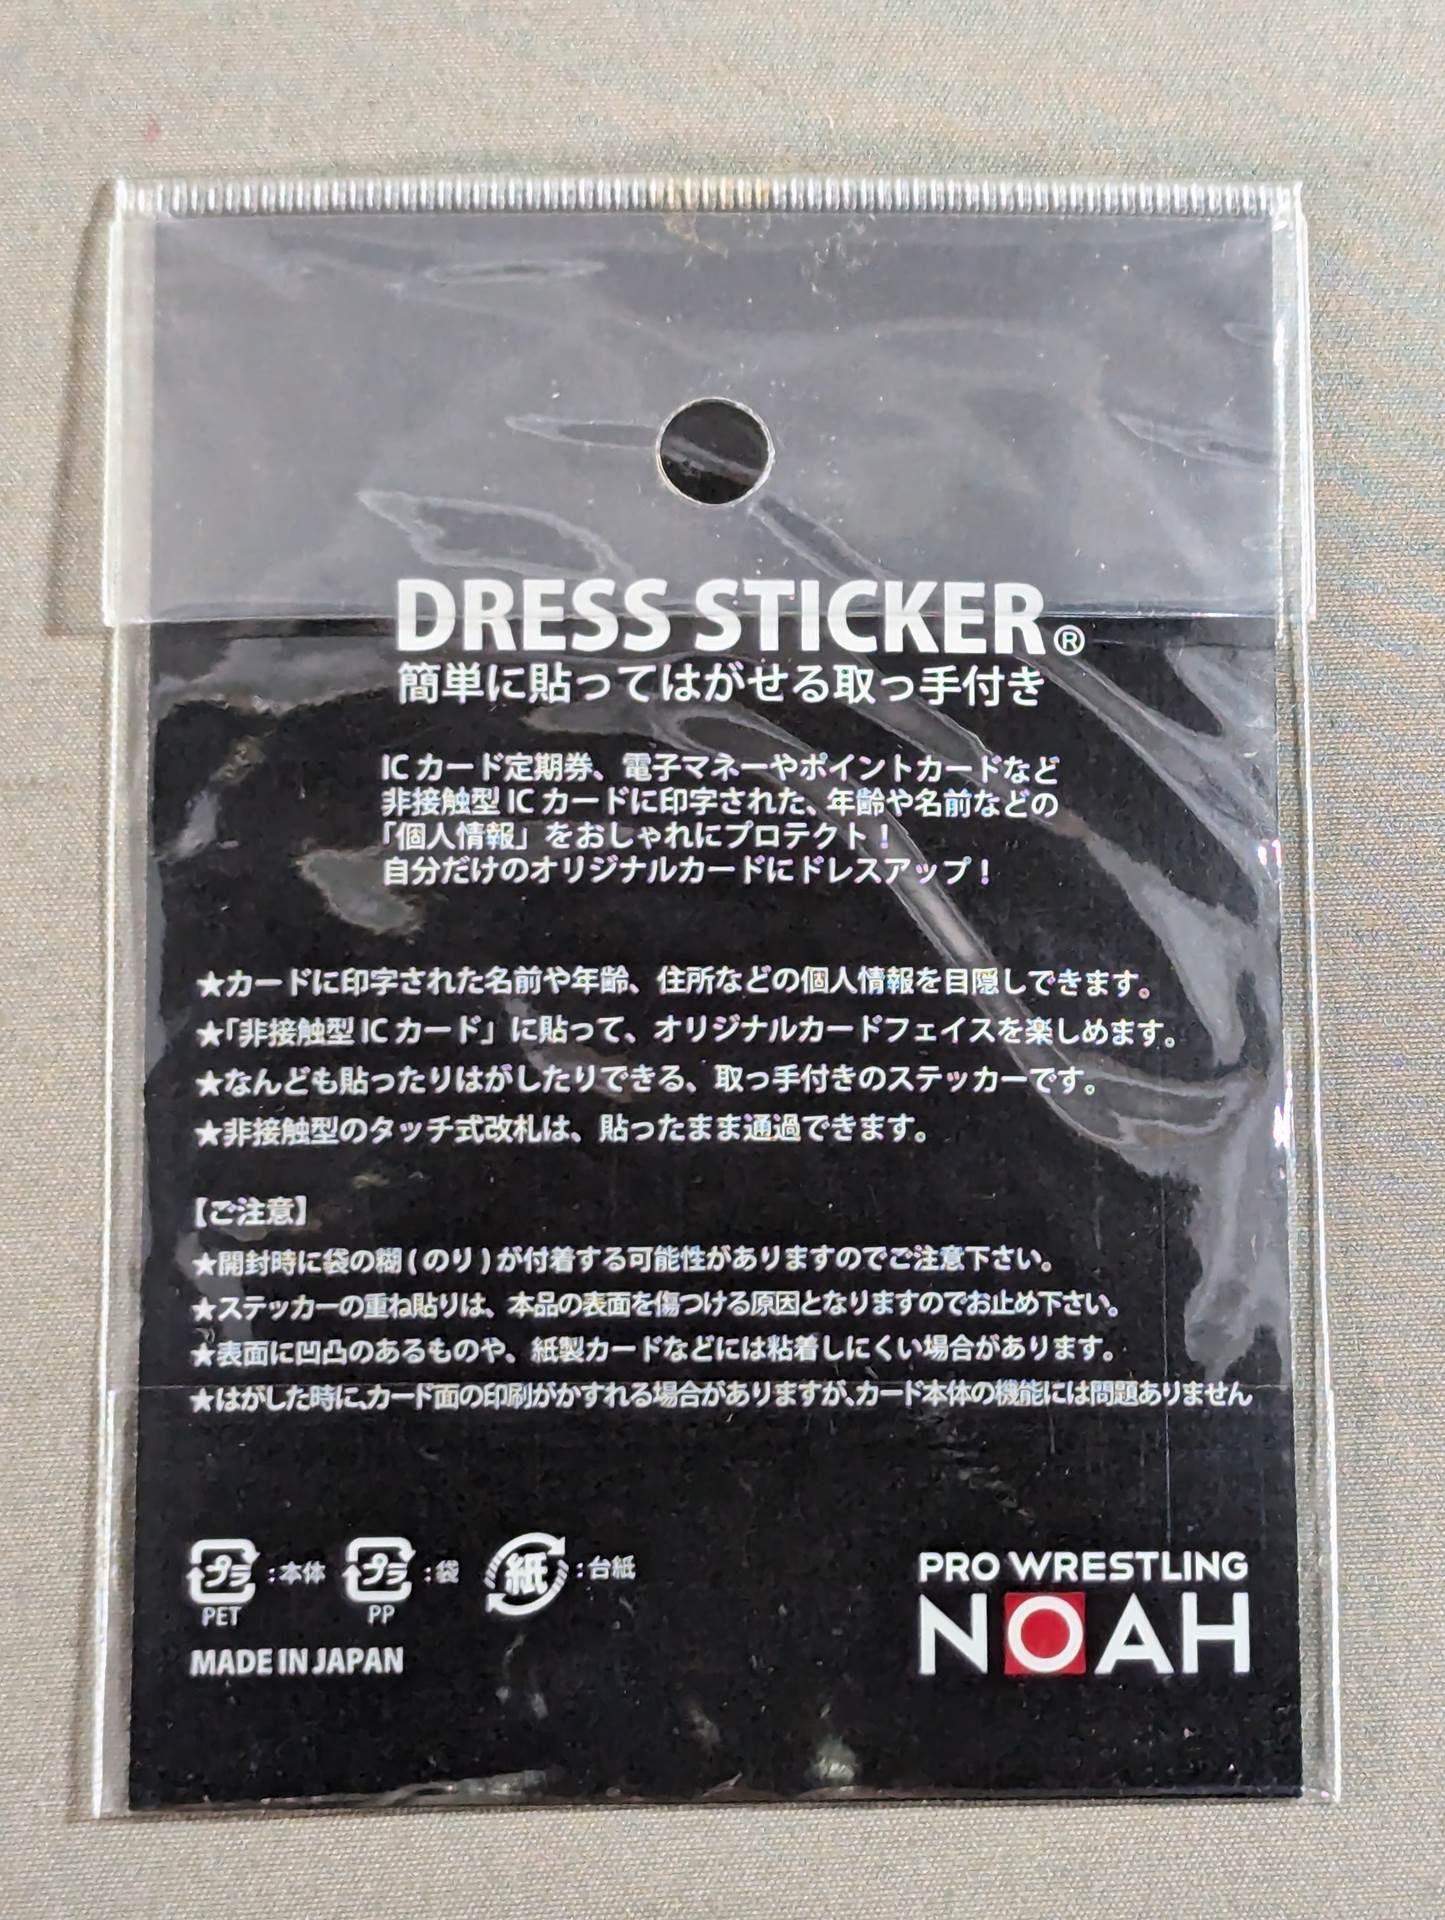 DRESS STICKER®
簡単に貼ってはがせる取っ手付き
ICカード定期券、電子マネーやポイントカードなど
非接触型ICカードに印字された、年齢や名前などの
「個人情報」をおしゃれにプロテクト！
自分だけのオリジナルカードにドレスアップ！
★カードに印字された名前や年齢、住所などの個人情報を目隠しできます。
★「非接触型ICカード」に貼って、オリジナルカードフェイスを楽しめます。
★なんども貼ったりはがしたりできる、取っ手付きのステッカーです。
★非接触型のタッチ式改札は、貼ったまま通過できます。
【ご注意】
★開封時に袋の糊(のり)が付着する可能性がありますのでご注意下さい。
★ステッカーの重ね貼りは、本品の表面を傷つける原因となりますのでお止め下さい。
★表面に凹凸のあるものや、紙製カードなどには粘着しにくい場合があります。
★はがした時に、カード面の印刷がかすれる場合がありますが、カード本体の機能には問題ありません
プラ:本体 プラ:袋 紙:台紙
PET PP
MADE IN JAPAN
PRO WRESTLING
NOAH